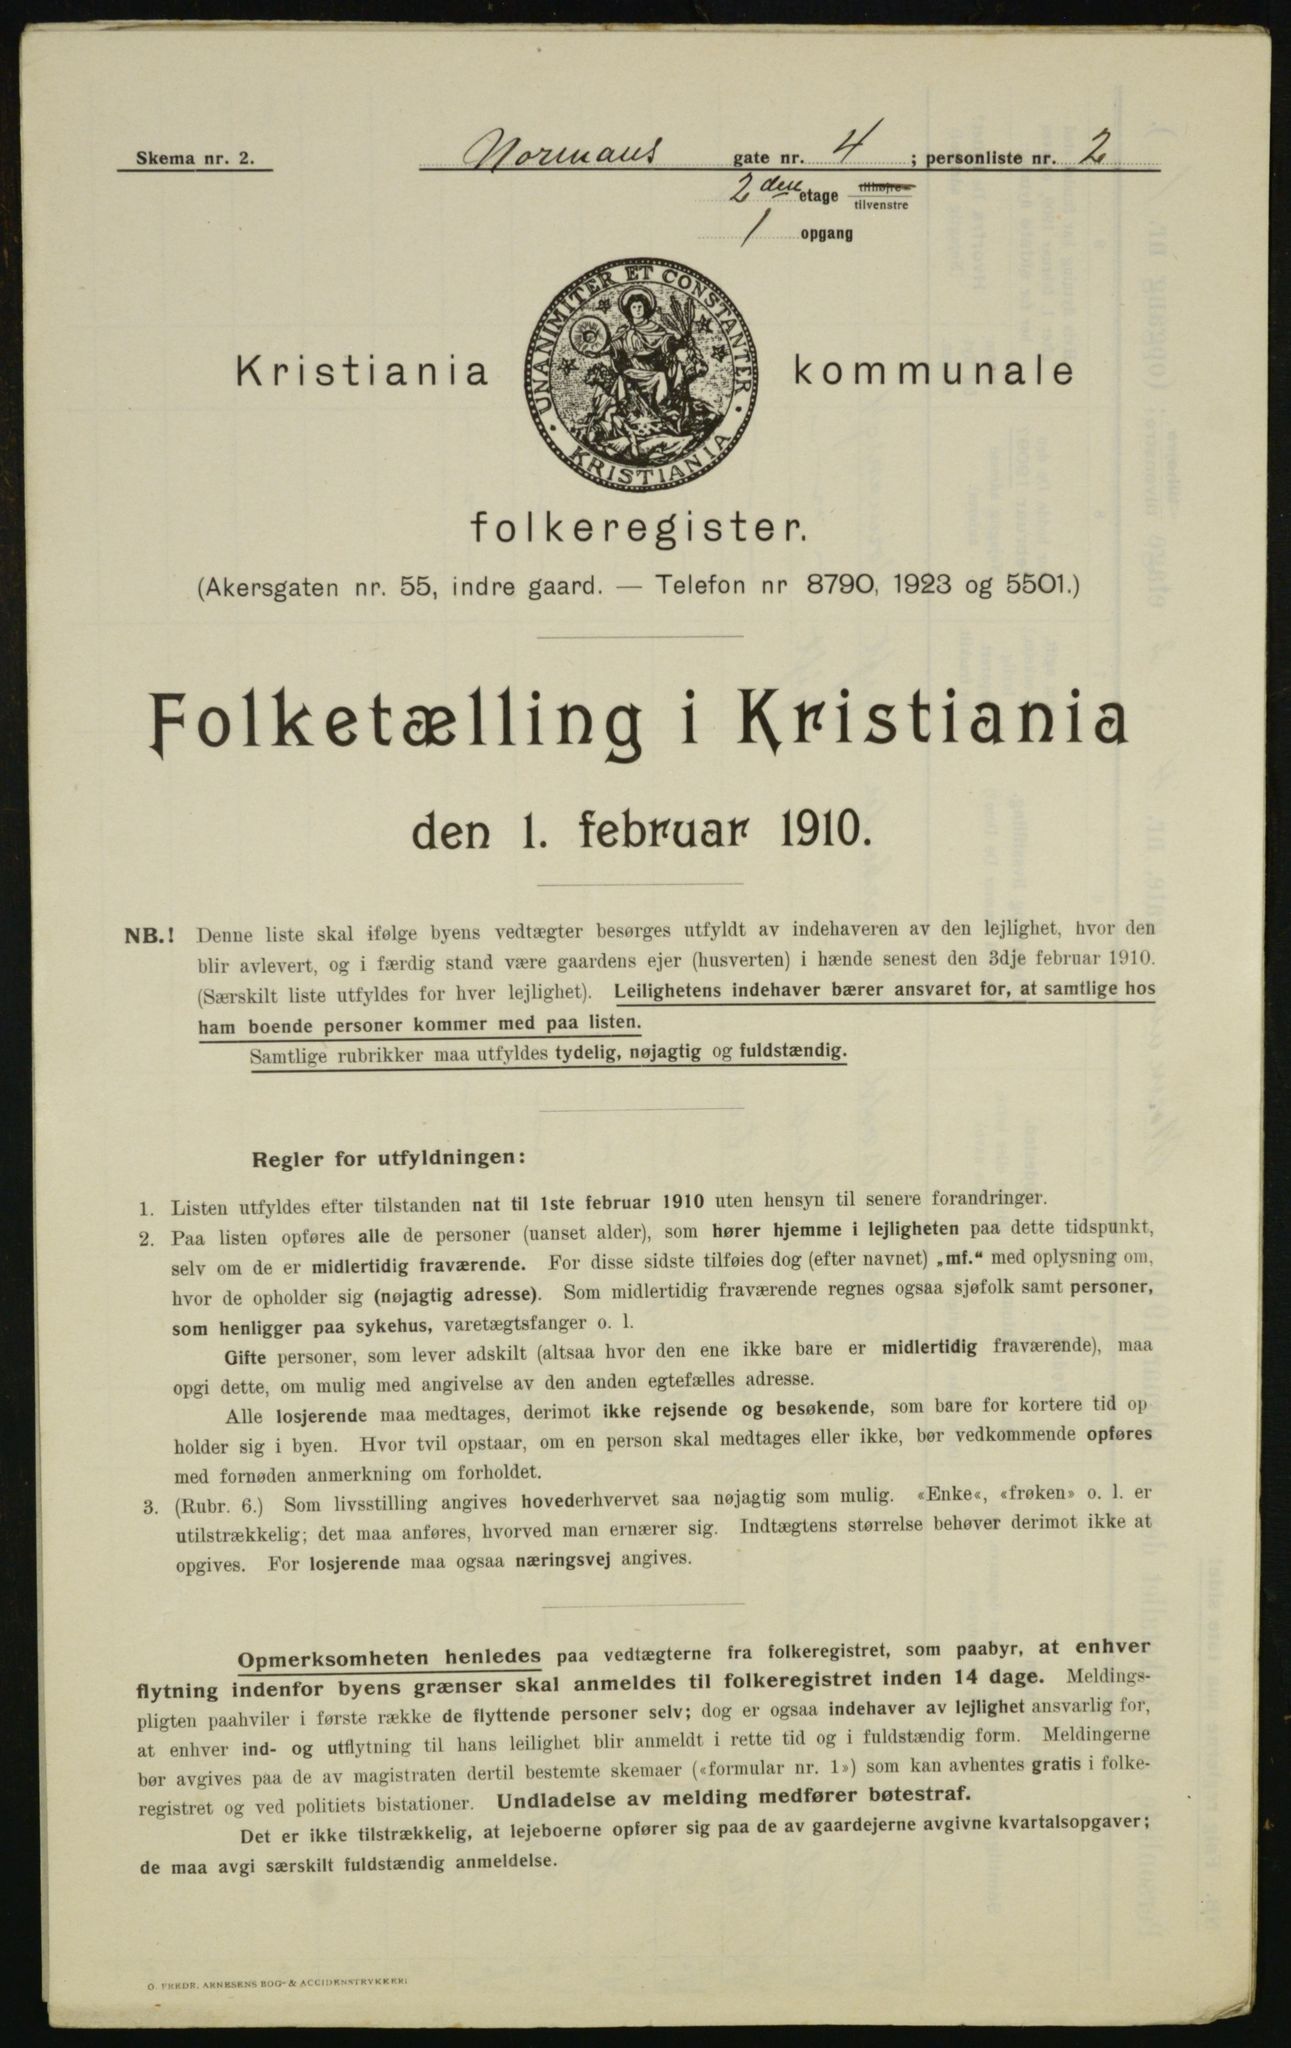 Skema nr. 2.
Normans gate nr. 4 ; personliste nr. 2
2den etage tilhøjre
tilvenstre
1 opgang
UNANIMITER ET CONSTANTER
KRISTIANIA
Kristiania kommunale
folkeregister.
(Akersgaten nr. 55, indre gaard. — Telefon nr 8790, 1923 og 5501.)
Folketælling i Kristiania
den 1. februar 1910.
NB.! Denne liste skal ifølge byens vedtægter besørges utfyldt av indehaveren av den lejlighet, hvor den
blir avlevert, og i færdig stand være gaardens ejer (husverten) i hænde senest den 3dje februar 1910.
(Særskilt liste utfyldes for hver lejlighet). Leilighetens indehaver bærer ansvaret for, at samtlige hos
ham boende personer kommer med paa listen.
Samtlige rubrikker maa utfyldes tydelig, nøjagtig og fuldstændig.
Regler for utfyldningen:
1. Listen utfyldes efter tilstanden nat til 1ste februar 1910 uten hensyn til senere forandringer.
2. Paa listen opføres alle de personer (uanset alder), som hører hjemme i lejligheten paa dette tidspunkt,
selv om de er midlertidig fraværende. For disse sidste tilføies dog (efter navnet) „mf.“ med oplysning om,
hvor de opholder sig (nøjagtig adresse). Som midlertidig fraværende regnes ogsaa sjøfolk samt personer,
som henligger paa sykehus, varetægtsfanger o. l.
Gifte personer, som lever adskilt (altsaa hvor den ene ikke bare er midlertidig fraværende), maa
opgi dette, om mulig med angivelse av den anden egtefælles adresse.
Alle losjerende maa medtages, derimot ikke rejsende og besøkende, som bare for kortere tid op
holder sig i byen. Hvor tvil opstaar, om en person skal medtages eller ikke, bør vedkommende opføres
med fornøden anmerkning om forholdet.
3. (Rubr. 6.) Som livsstilling angives hovederhvervet saa nøjagtig som mulig. «Enke«, «frøken» o. l. er
utilstrækkelig; det maa anføres, hvorved man ernærer sig. Indtægtens størrelse behøver derimot ikke at
opgives. For losjerende maa ogsaa næringsvej angives.
Opmerksomheten henledes paa vedtægterne fra folkeregistret, som paabyr, at enhver
flytning indenfor byens grænser skal anmeldes til folkeregistret inden 14 dage. Meldings-
pligten paahviler i første række de flyttende personer selv; dog er ogsaa indehaver av lejlighet ansvarlig for,
at enhver ind- og utflytning til hans leilighet blir anmeldt i rette tid og i fuldstændig form. Meldingerne
bør avgives paa de av magistraten dertil bestemte skemaer («formular nr. 1») som kan avhentes gratis i folke-
registret og ved politiets bistationer. Undladelse av melding medfører bøtestraf.
Det er ikke tilstrækkelig, at lejeboerne opfører sig paa de av gaardejerne avgivne kvartalsopgaver;
de maa avgi særskilt fuldstændig anmeldelse.
G. FREDR. ARNESENS BOG- & ACCIDENSTRYKKERI